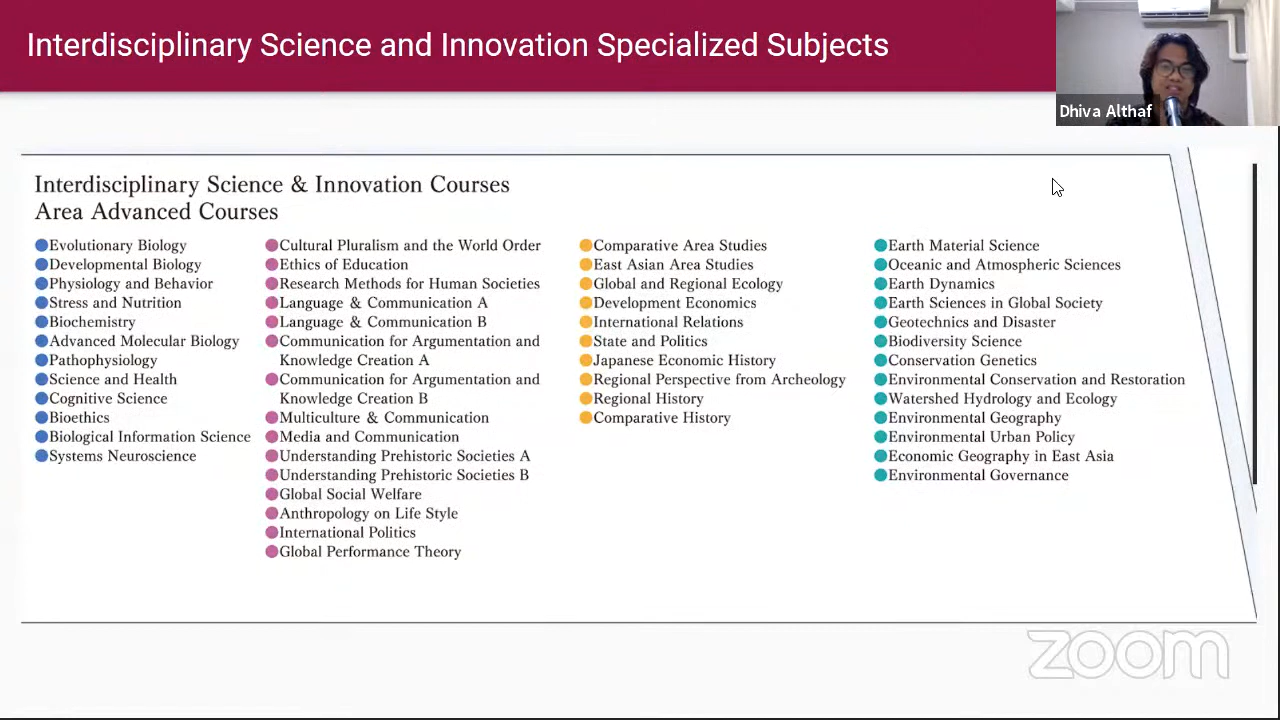 Interdisciplinary Science and Innovation Specialized Subjects
Dhiva Althaf
Interdisciplinary Science & Innovation Courses
Area Advanced Courses
Evolutionary Biology
Developmental Biology
Physiology and Behavior
Stress and Nutrition
Biochemistry
Advanced Molecular Biology
Pathophysiology
Science and Health
Cognitive Science
Bioethics
Biological Information Science
Systems Neuroscience
Cultural Pluralism and the World Order
Ethics of Education
Research Methods for Human Societies
Language & Communication A
Language & Communication B
Communication for Argumentation and
Knowledge Creation A
Communication for Argumentation and
Knowledge Creation B
Multiculture & Communication
Media and Communication
Understanding Prehistoric Societies A
Understanding Prehistoric Societies B
Global Social Welfare
Anthropology on Life Style
International Politics
Global Performance Theory
Comparative Area Studies
East Asian Area Studies
Global and Regional Ecology
Development Economics
International Relations
State and Politics
Japanese Economic History
Regional Perspective from Archeology
Regional History
Comparative History
Earth Material Science
Oceanic and Atmospheric Sciences
Earth Dynamics
Earth Sciences in Global Society
Geotechnics and Disaster
Biodiversity Science
Conservation Genetics
Environmental Conservation and Restoration
Watershed Hydrology and Ecology
Environmental Geography
Environmental Urban Policy
Economic Geography in East Asia
Environmental Governance
zoom